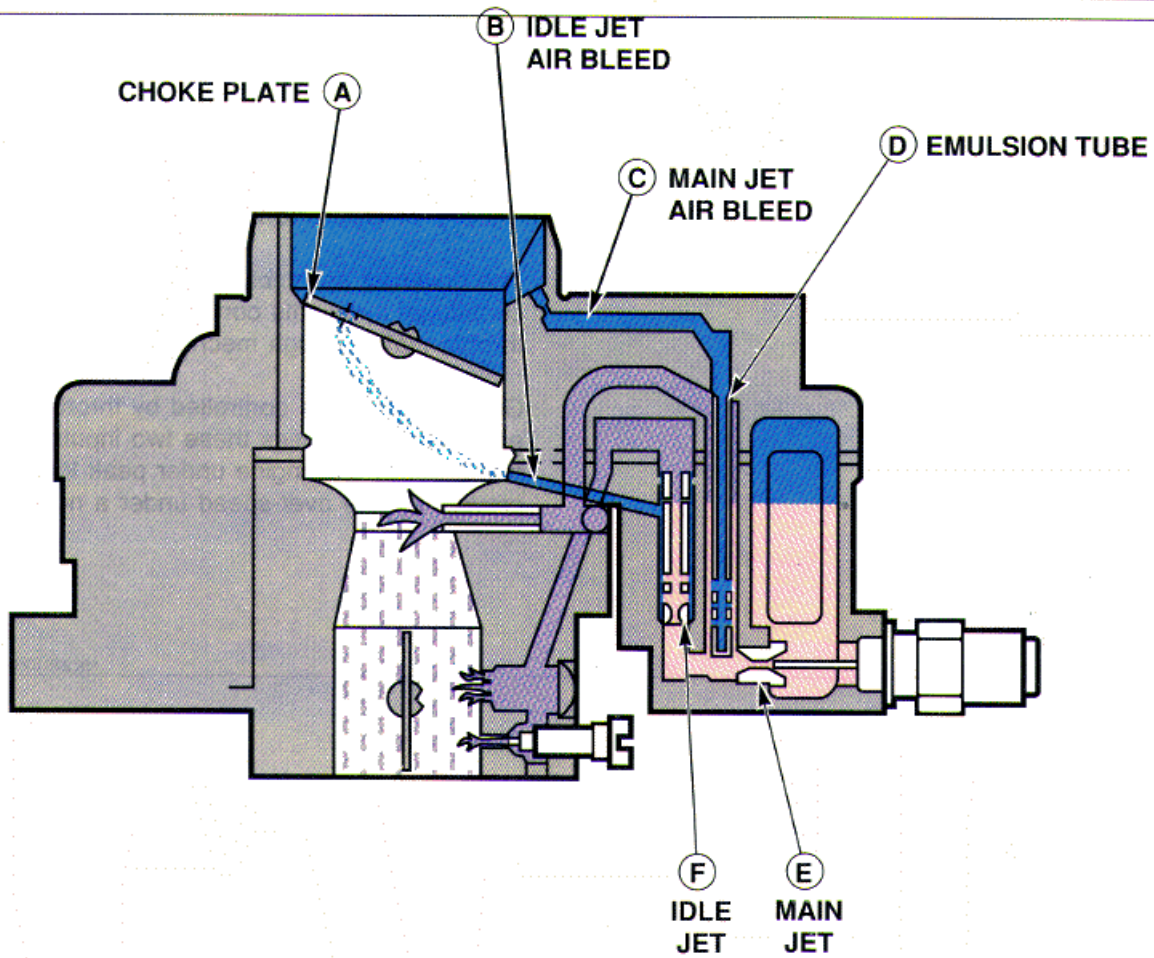 B IDLE JET
AIR BLEED
CHOKE PLATE A
D EMULSION TUBE
C MAIN JET
AIR BLEED
F
IDLE
JET
E
MAIN
JET